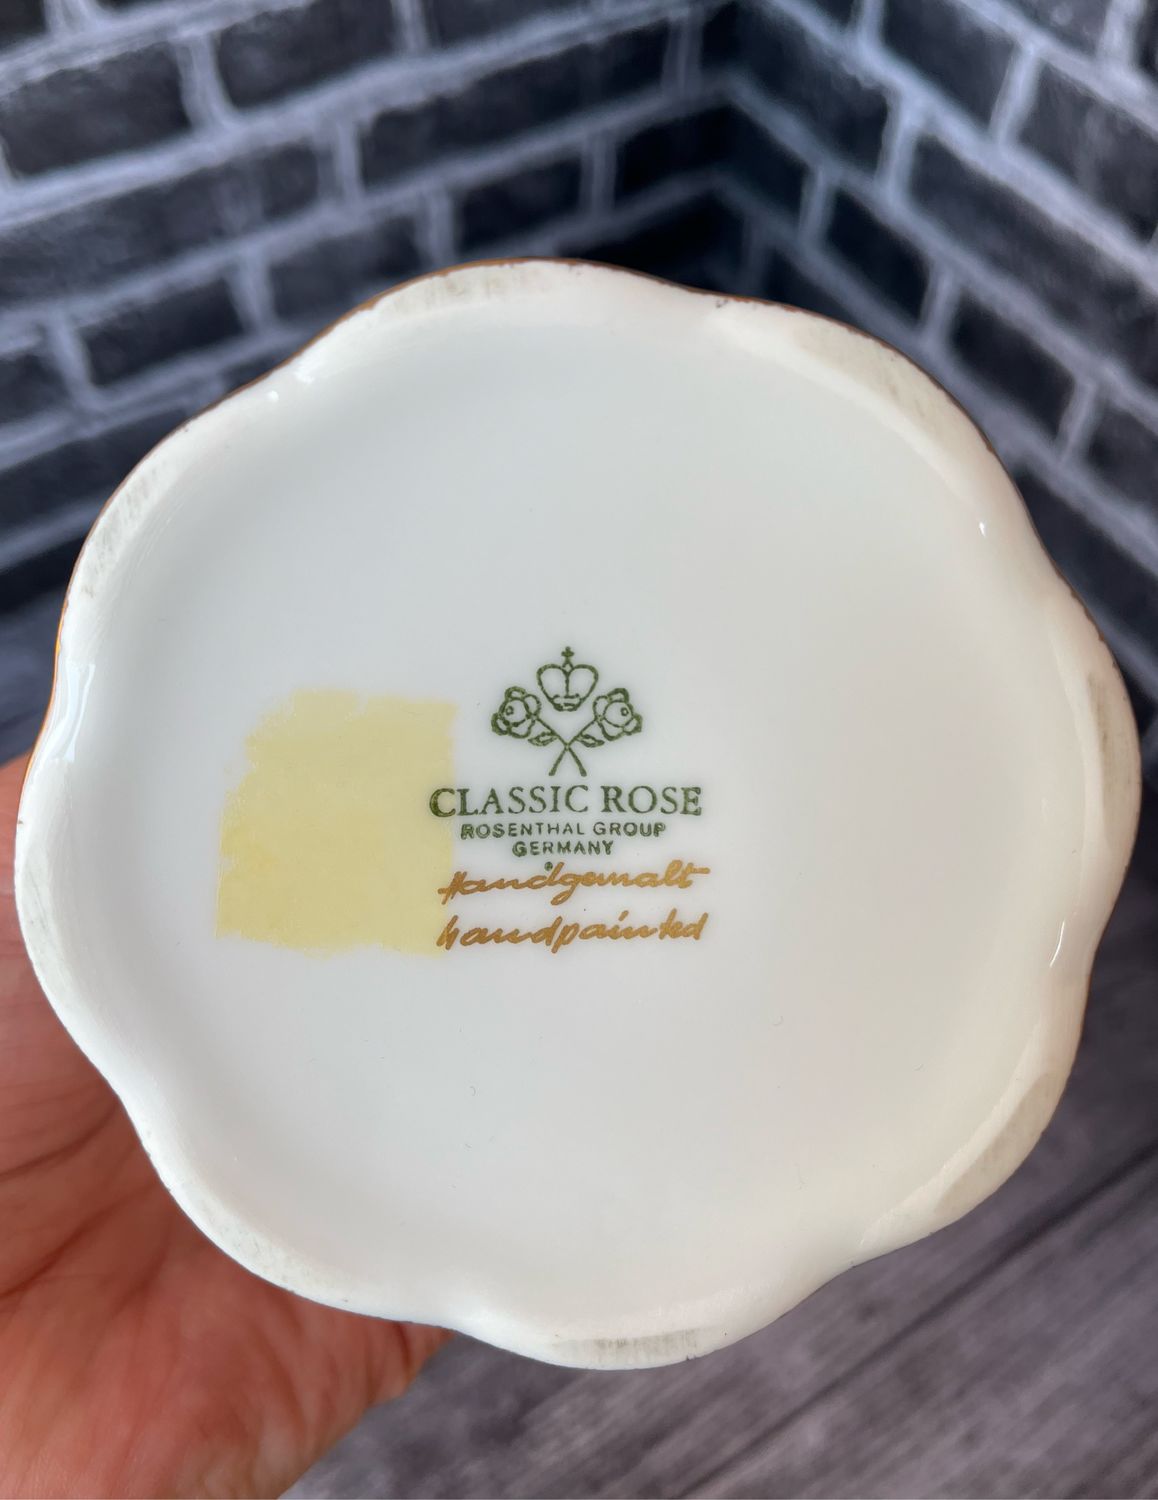 CLASSIC ROSE
ROSENTHAL GROUP
GERMANY
Handgemalt
handpainted